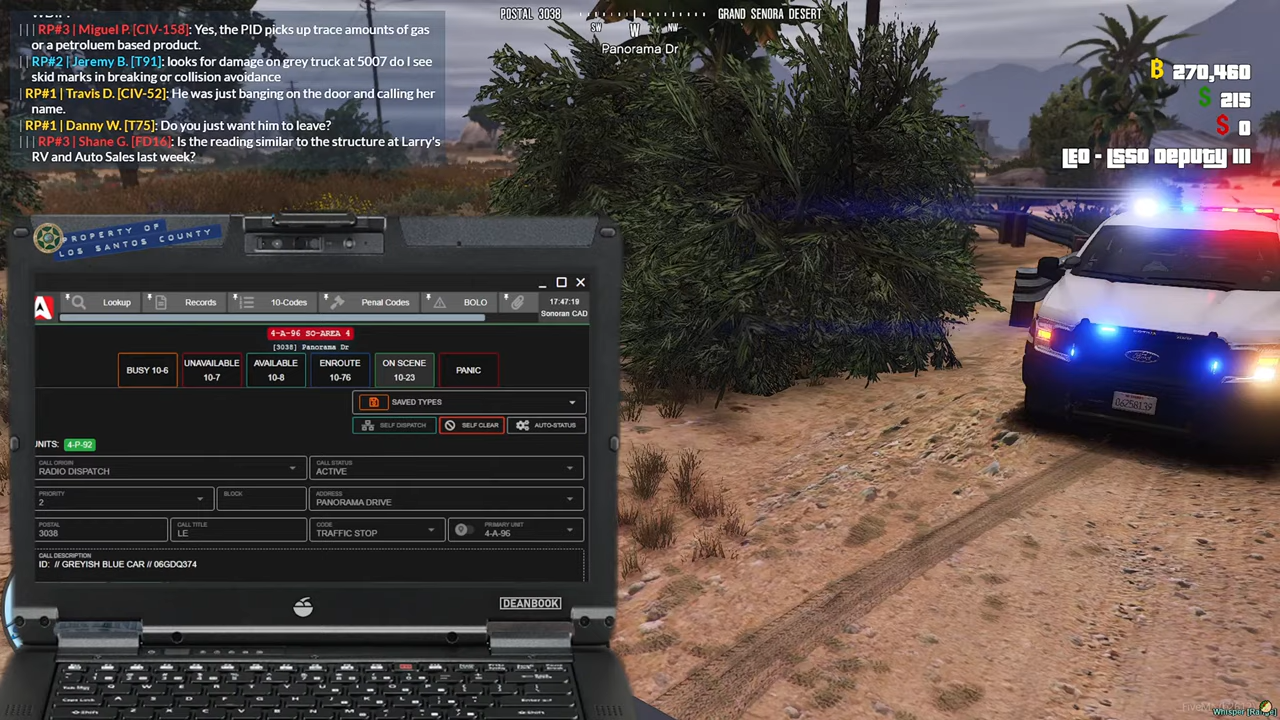 POSTAL 3038
GRAND SENORA DESERT
SW W NW
Panorama Dr
||| RP#3 | Miguel P. [CIV-158]: Yes, the PID picks up trace amounts of gas
or a petroluem based product.
|| RP#2 | Jeremy B. [T91]: looks for damage on grey truck at 5007 do I see
skid marks in breaking or collision avoidance
RP#1 | Travis D. [CIV-52]: He was just banging on the door and calling her
name.
| RP#1 | Danny W. [T75]: Do you just want him to leave?
||| RP#3 | Shane G. [FD16]: Is the reading similar to the structure at Larry's
RV and Auto Sales last week?
270,460
$ 215
$ 0
LEO - LSSO Deputy III
PROPERTY OF
LOS SANTOS COUNTY
Lookup
Records
10-Codes
Penal Codes
BOLO
17:47:19
Sonoran CAD
4-A-96 SO-AREA 4
[3038] Panorama Dr
BUSY 10-6
UNAVAILABLE
10-7
AVAILABLE
10-8
ENROUTE
10-76
ON SCENE
10-23
PANIC
SAVED TYPES
SELF DISPATCH
SELF CLEAR
AUTO-STATUS
UNITS: 4-P-92
CALL ORIGIN
RADIO DISPATCH
CALL STATUS
ACTIVE
PRIORITY
2
BLOCK
ADDRESS
PANORAMA DRIVE
POSTAL
3038
CALL TITLE
LE
CODE
TRAFFIC STOP
PRIMARY UNIT
4-A-96
CALL DESCRIPTION
ID: // GREYISH BLUE CAR // 06GDQ374
DEANBOOK
Ford